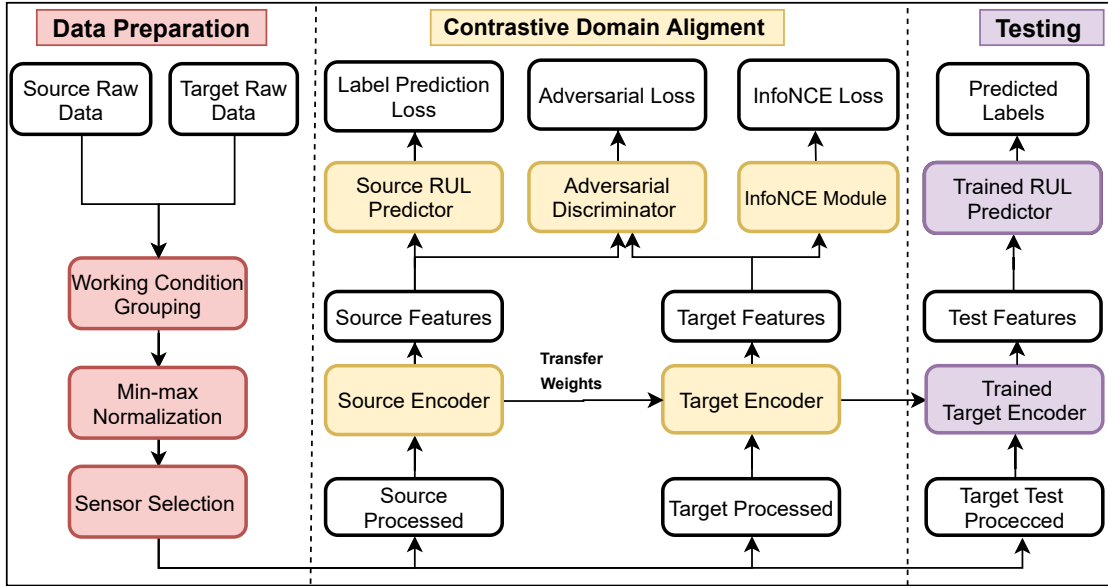 Data Preparation
Source Raw
Data
Target Raw
Data
Working Condition
Grouping
Min-max
Normalization
Sensor Selection
Contrastive Domain Aligment
Label Prediction
Loss
Adversarial Loss
InfoNCE Loss
Source RUL
Predictor
Adversarial
Discriminator
InfoNCE Module
Source Features
Target Features
Transfer
Weights
Source Encoder
Target Encoder
Source
Processed
Target Processed
Testing
Predicted
Labels
Trained RUL
Predictor
Test Features
Trained
Target Encoder
Target Test
Procecced